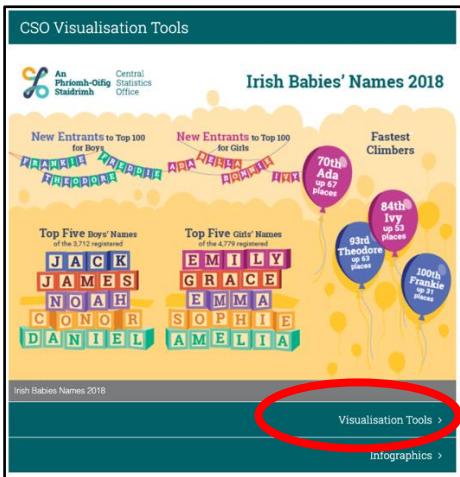 CSO Visualisation Tools
An Central
Phríomh-Oifig Statistics
Staidrimh Office
Irish Babies' Names 2018
New Entrants to Top 100
for Boys
FRANKIE FREDDIE
THEODORE
New Entrants to Top 100
for Girls
ADA HELLA
BONNIE IVY
Fastest
Climbers
70th
Ada
up 67
places
84th
Ivy
up 53
places
93rd
Theodore
up 63
places
100th
Frankie
up 31
places
Top Five Boys' Names
of the 3,712 registered
JACK
JAMES
NOAH
CONOR
DANIEL
Top Five Girls' Names
of the 4,779 registered
EMILY
GRACE
EMMA
SOPHIE
AMELIA
Irish Babies Names 2018
Visualisation Tools >
Infographics >